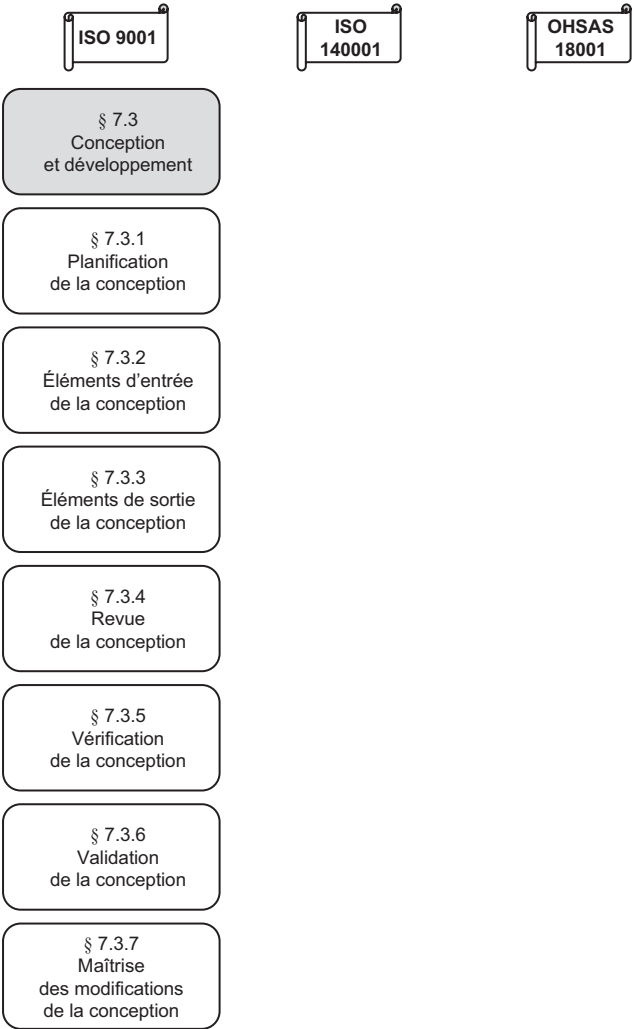 ISO 9001
ISO
140001
OHSAS
18001
§ 7.3
Conception
et développement
§ 7.3.1
Planification
de la conception
§ 7.3.2
Éléments d’entrée
de la conception
§ 7.3.3
Éléments de sortie
de la conception
§ 7.3.4
Revue
de la conception
§ 7.3.5
Vérification
de la conception
§ 7.3.6
Validation
de la conception
§ 7.3.7
Maîtrise
des modifications
de la conception